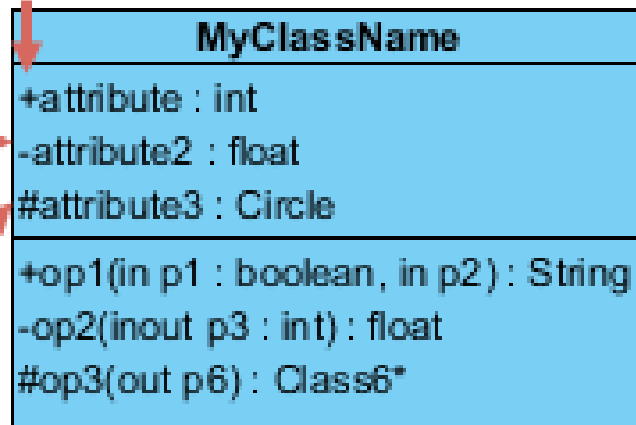 MyClassName
+attribute : int
-attribute2 : float
#attribute3 : Circle
+op1(in p1 : boolean, in p2) : String
-op2(inout p3 : int) : float
#op3(out p6) : Class6*